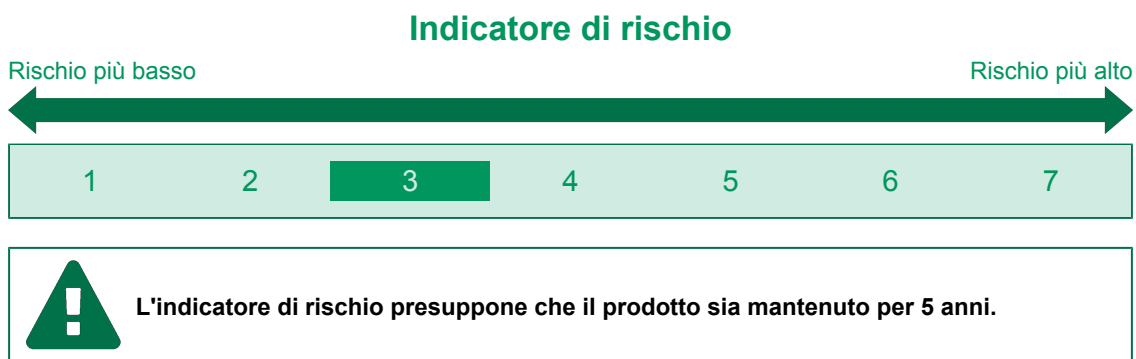 Indicatore di rischio
Rischio più basso Rischio più alto
1 2 3 4 5 6 7
L'indicatore di rischio presuppone che il prodotto sia mantenuto per 5 anni.